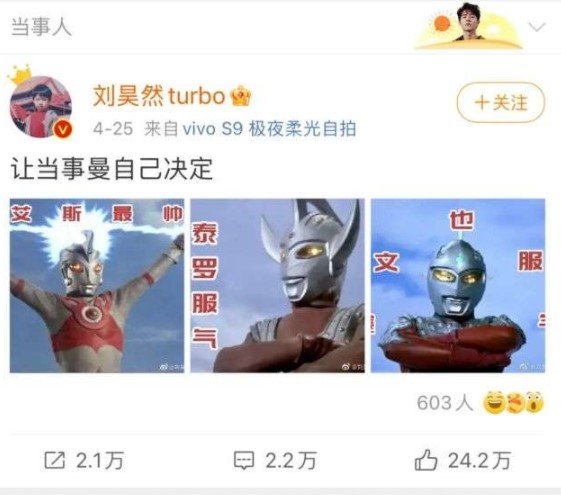 当事人
刘昊然turbo
+关注
4-25 来自 vivo S9 极夜柔光自拍
让当事曼自己决定
艾斯最帅
泰罗服气
也
文 服
603人
2.1万
2.2万
24.2万